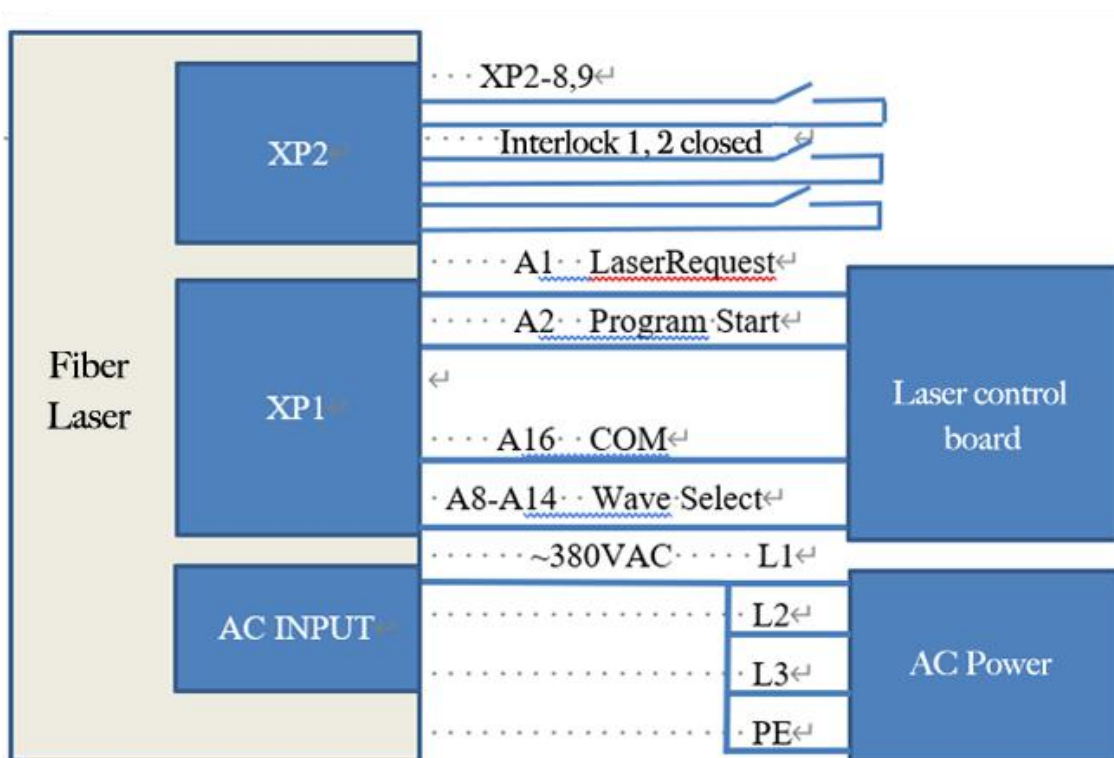 XP2-8,9
XP2
Interlock 1, 2 closed
A1 LaserRequest
A2 Program Start
Fiber
Laser
XP1
Laser control
board
A16 COM
A8-A14 Wave Select
~380VAC L1
AC INPUT
L2
L3
AC Power
PE